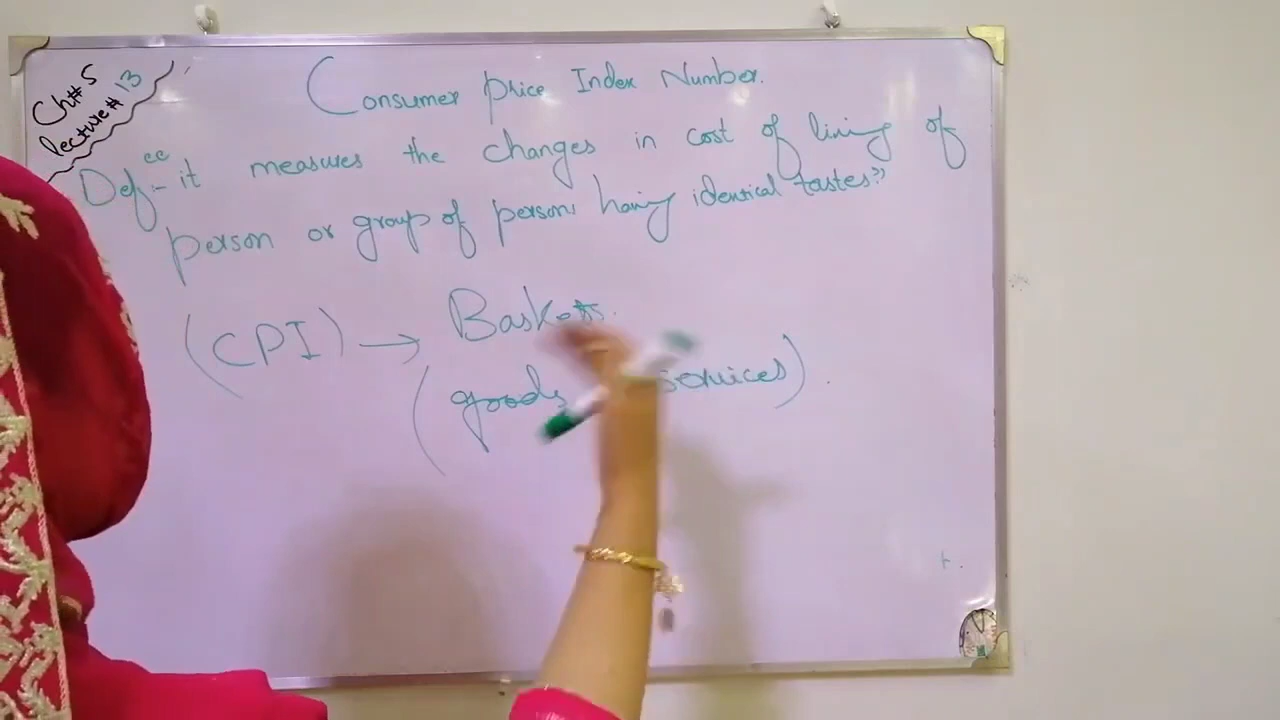 Ch#5
lecture# 13
Consumer Price Index Number.
Def:- "it measures the changes in cost of living of
person or group of persons having identical tastes"
(CPI) → Baskets.
(goods services).